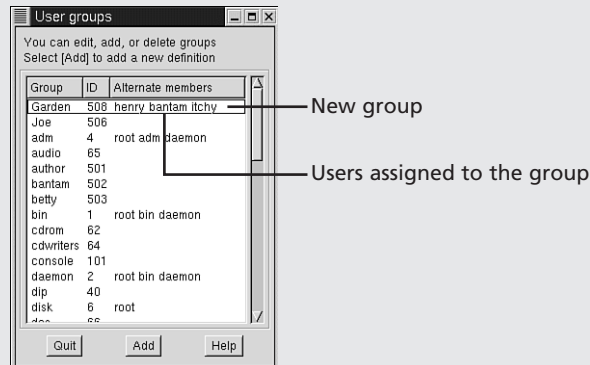 User groups
You can edit, add, or delete groups
Select [Add] to add a new definition
Group ID Alternate members
Garden 508 henry bantam itchy
Joe 506
adm 4 root adm daemon
audio 65
author 501
bantam 502
betty 503
bin 1 root bin daemon
cdrom 62
cdwriters 64
console 101
daemon 2 root bin daemon
dip 40
disk 6 root
Quit Add Help
New group
Users assigned to the group